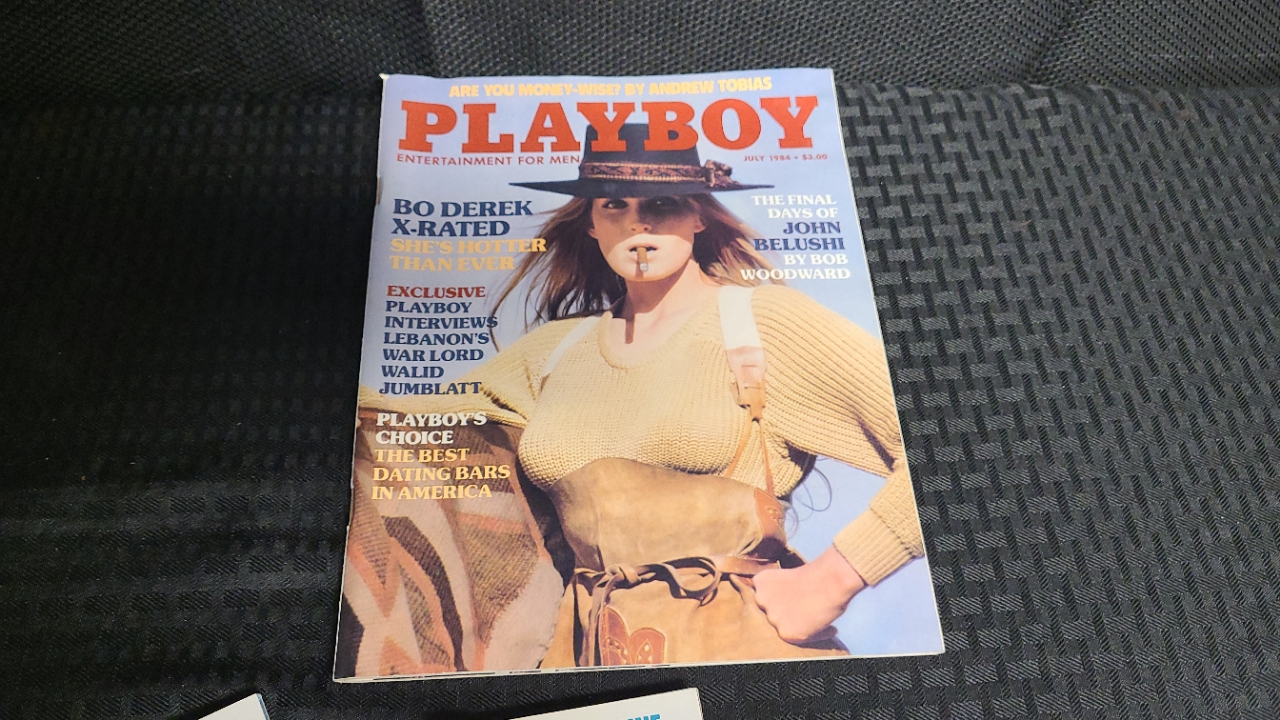 ARE YOU MONEY-WISE? BY ANDREW TOBIAS
PLAYBOY
ENTERTAINMENT FOR MEN
JULY 1984 • $3.00
BO DEREK
X-RATED
SHE'S HOTTER
THAN EVER
EXCLUSIVE
PLAYBOY
INTERVIEWS
LEBANON'S
WAR LORD
WALID
JUMBLATT
PLAYBOY'S
CHOICE
THE BEST
DATING BARS
IN AMERICA
THE FINAL
DAYS OF
JOHN
BELUSHI
BY BOB
WOODWARD